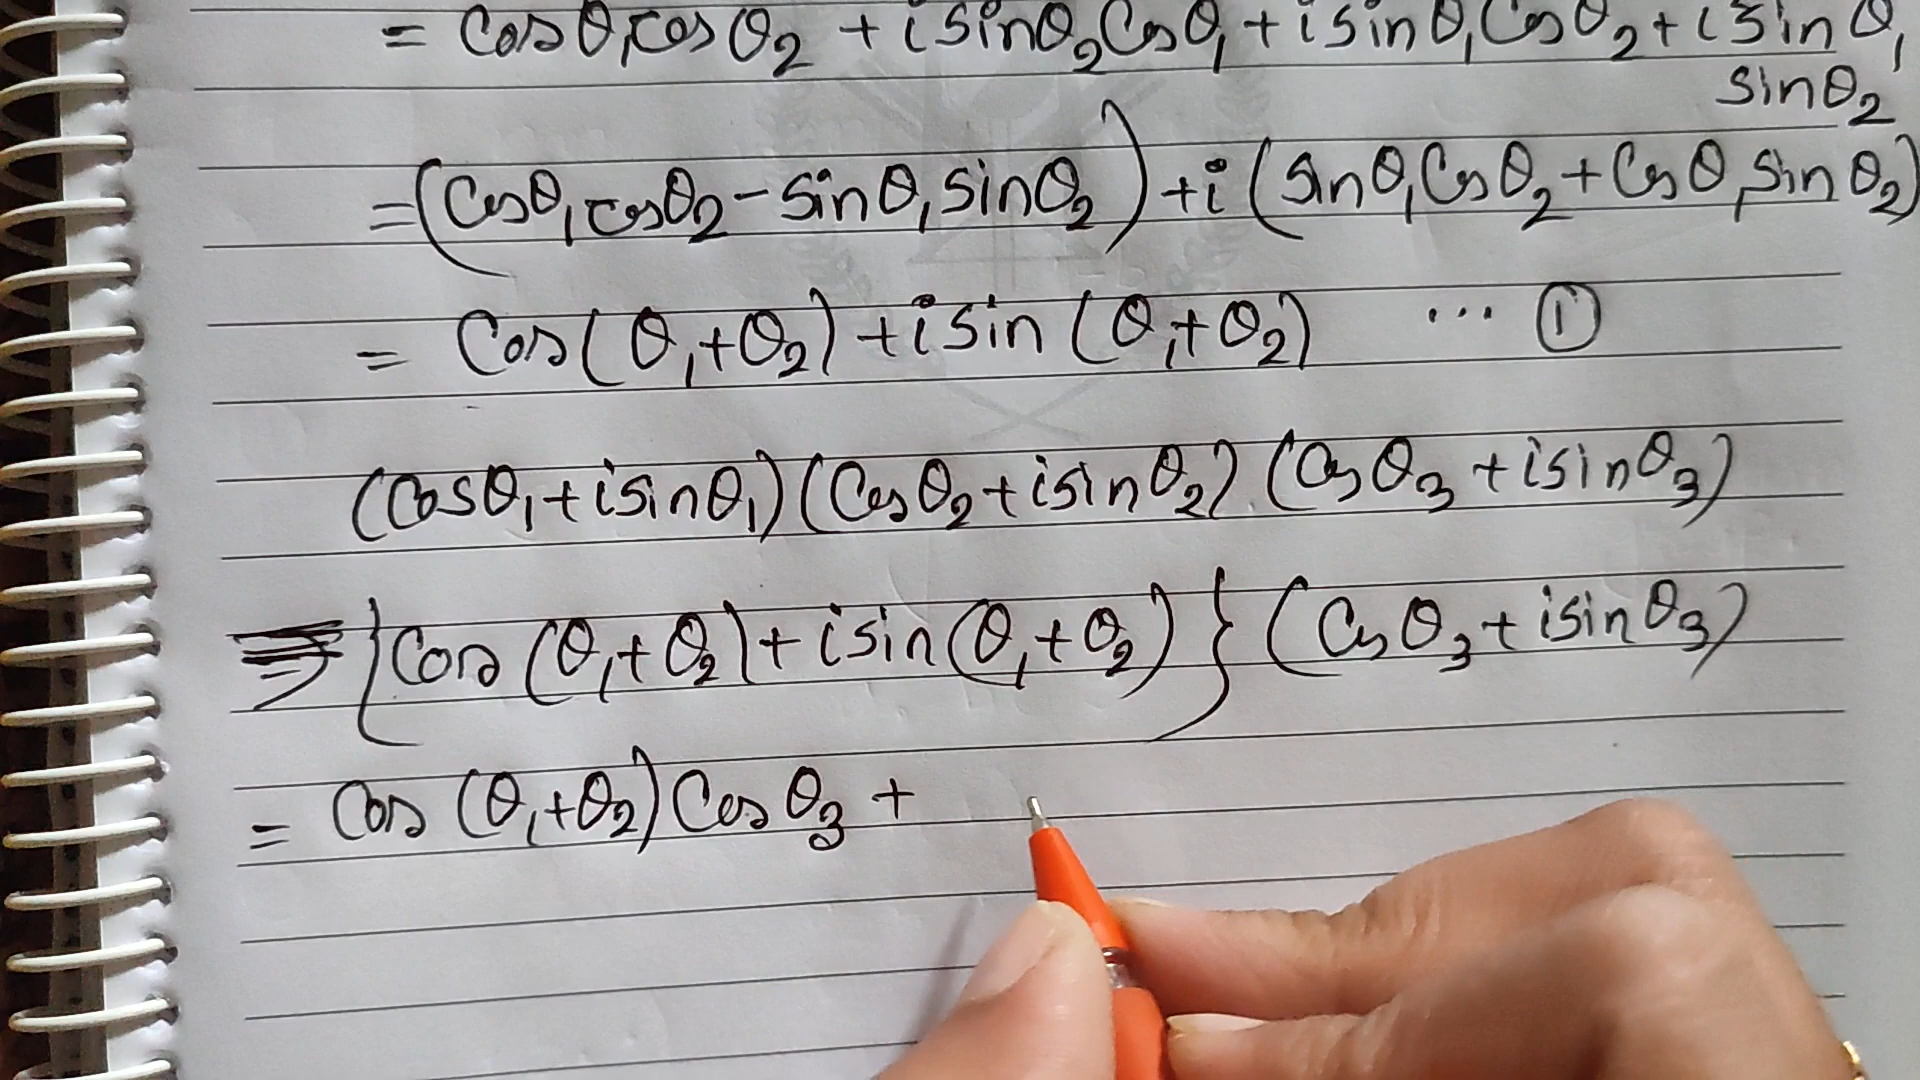 = Cosθ₁cosθ₂ + isinθ₂Cosθ₁ + isinθ₁Cosθ₂ + i sinθ₁
sinθ₂
= (Cosθ₁cosθ₂ - sinθ₁sinθ₂) + i (sinθ₁Cosθ₂ + Cosθ₁sinθ₂)
= Cos(θ₁+θ₂) + isin(θ₁+θ₂) ... ①
(Cosθ₁+isinθ₁)(Cosθ₂+isinθ₂).(Cosθ₃+isinθ₃)
{Cos(θ₁+θ₂)+isin(θ₁+θ₂)}(Cosθ₃+isinθ₃)
= Cos(θ₁+θ₂)Cosθ₃ +